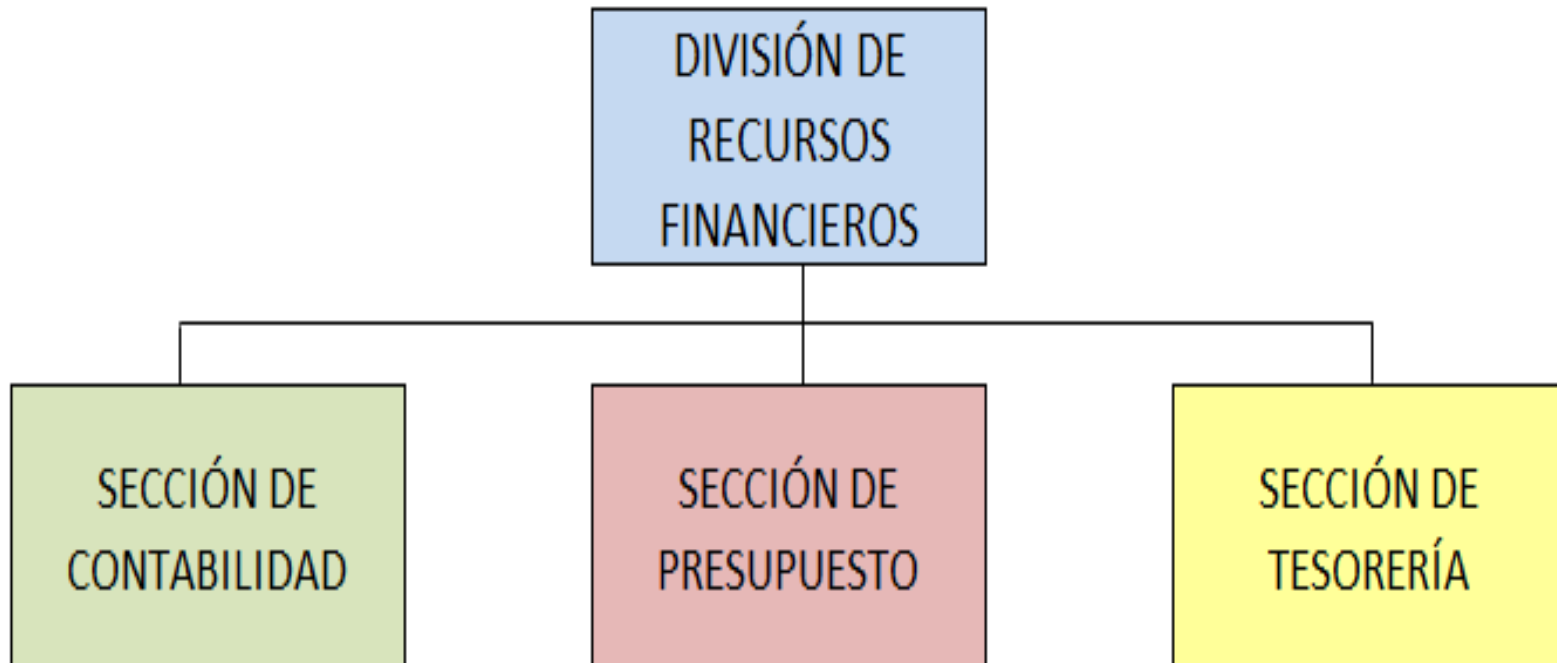 DIVISIÓN DE
RECURSOS
FINANCIEROS
SECCIÓN DE
CONTABILIDAD
SECCIÓN DE
PRESUPUESTO
SECCIÓN DE
TESORERÍA